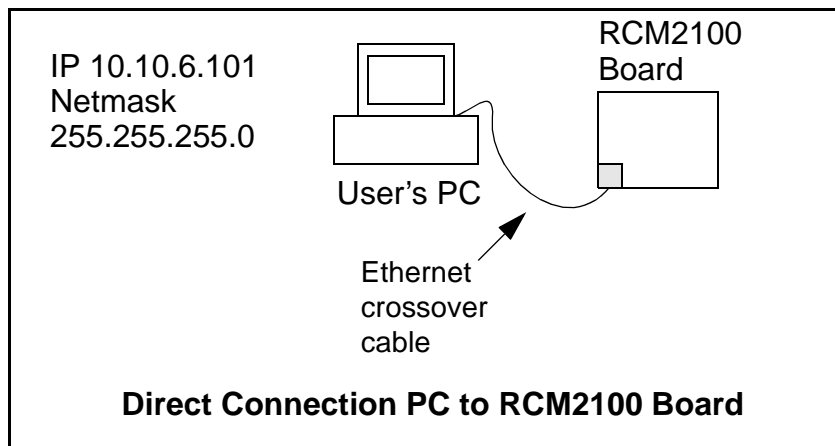 IP 10.10.6.101
Netmask
255.255.255.0
RCM2100
Board
User's PC
Ethernet
crossover
cable
Direct Connection PC to RCM2100 Board